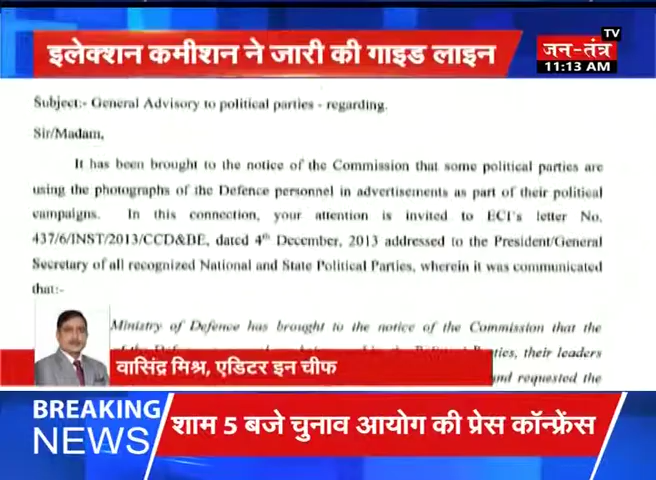 इलेक्शन कमीशन ने जारी की गाइड लाइन
TV
जन-तंत्र
11:13 AM
Subject:- General Advisory to political parties - regarding.
Sir/Madam,
It has been brought to the notice of the Commission that some political parties are
using the photographs of the Defence personnel in advertisements as part of their political
campaigns. In this connection, your attention is invited to ECI's letter No.
437/6/INST/2013/CCD&BE, dated 4th December, 2013 addressed to the President/General
Secretary of all recognized National and State Political Parties, wherein it was communicated
that:-
Ministry of Defence has brought to the notice of the Commission that the
their leaders
and requested the
वासिंद्र मिश्र, एडिटर इन चीफ
BREAKING
NEWS
शाम 5 बजे चुनाव आयोग की प्रेस कॉन्फ्रेंस